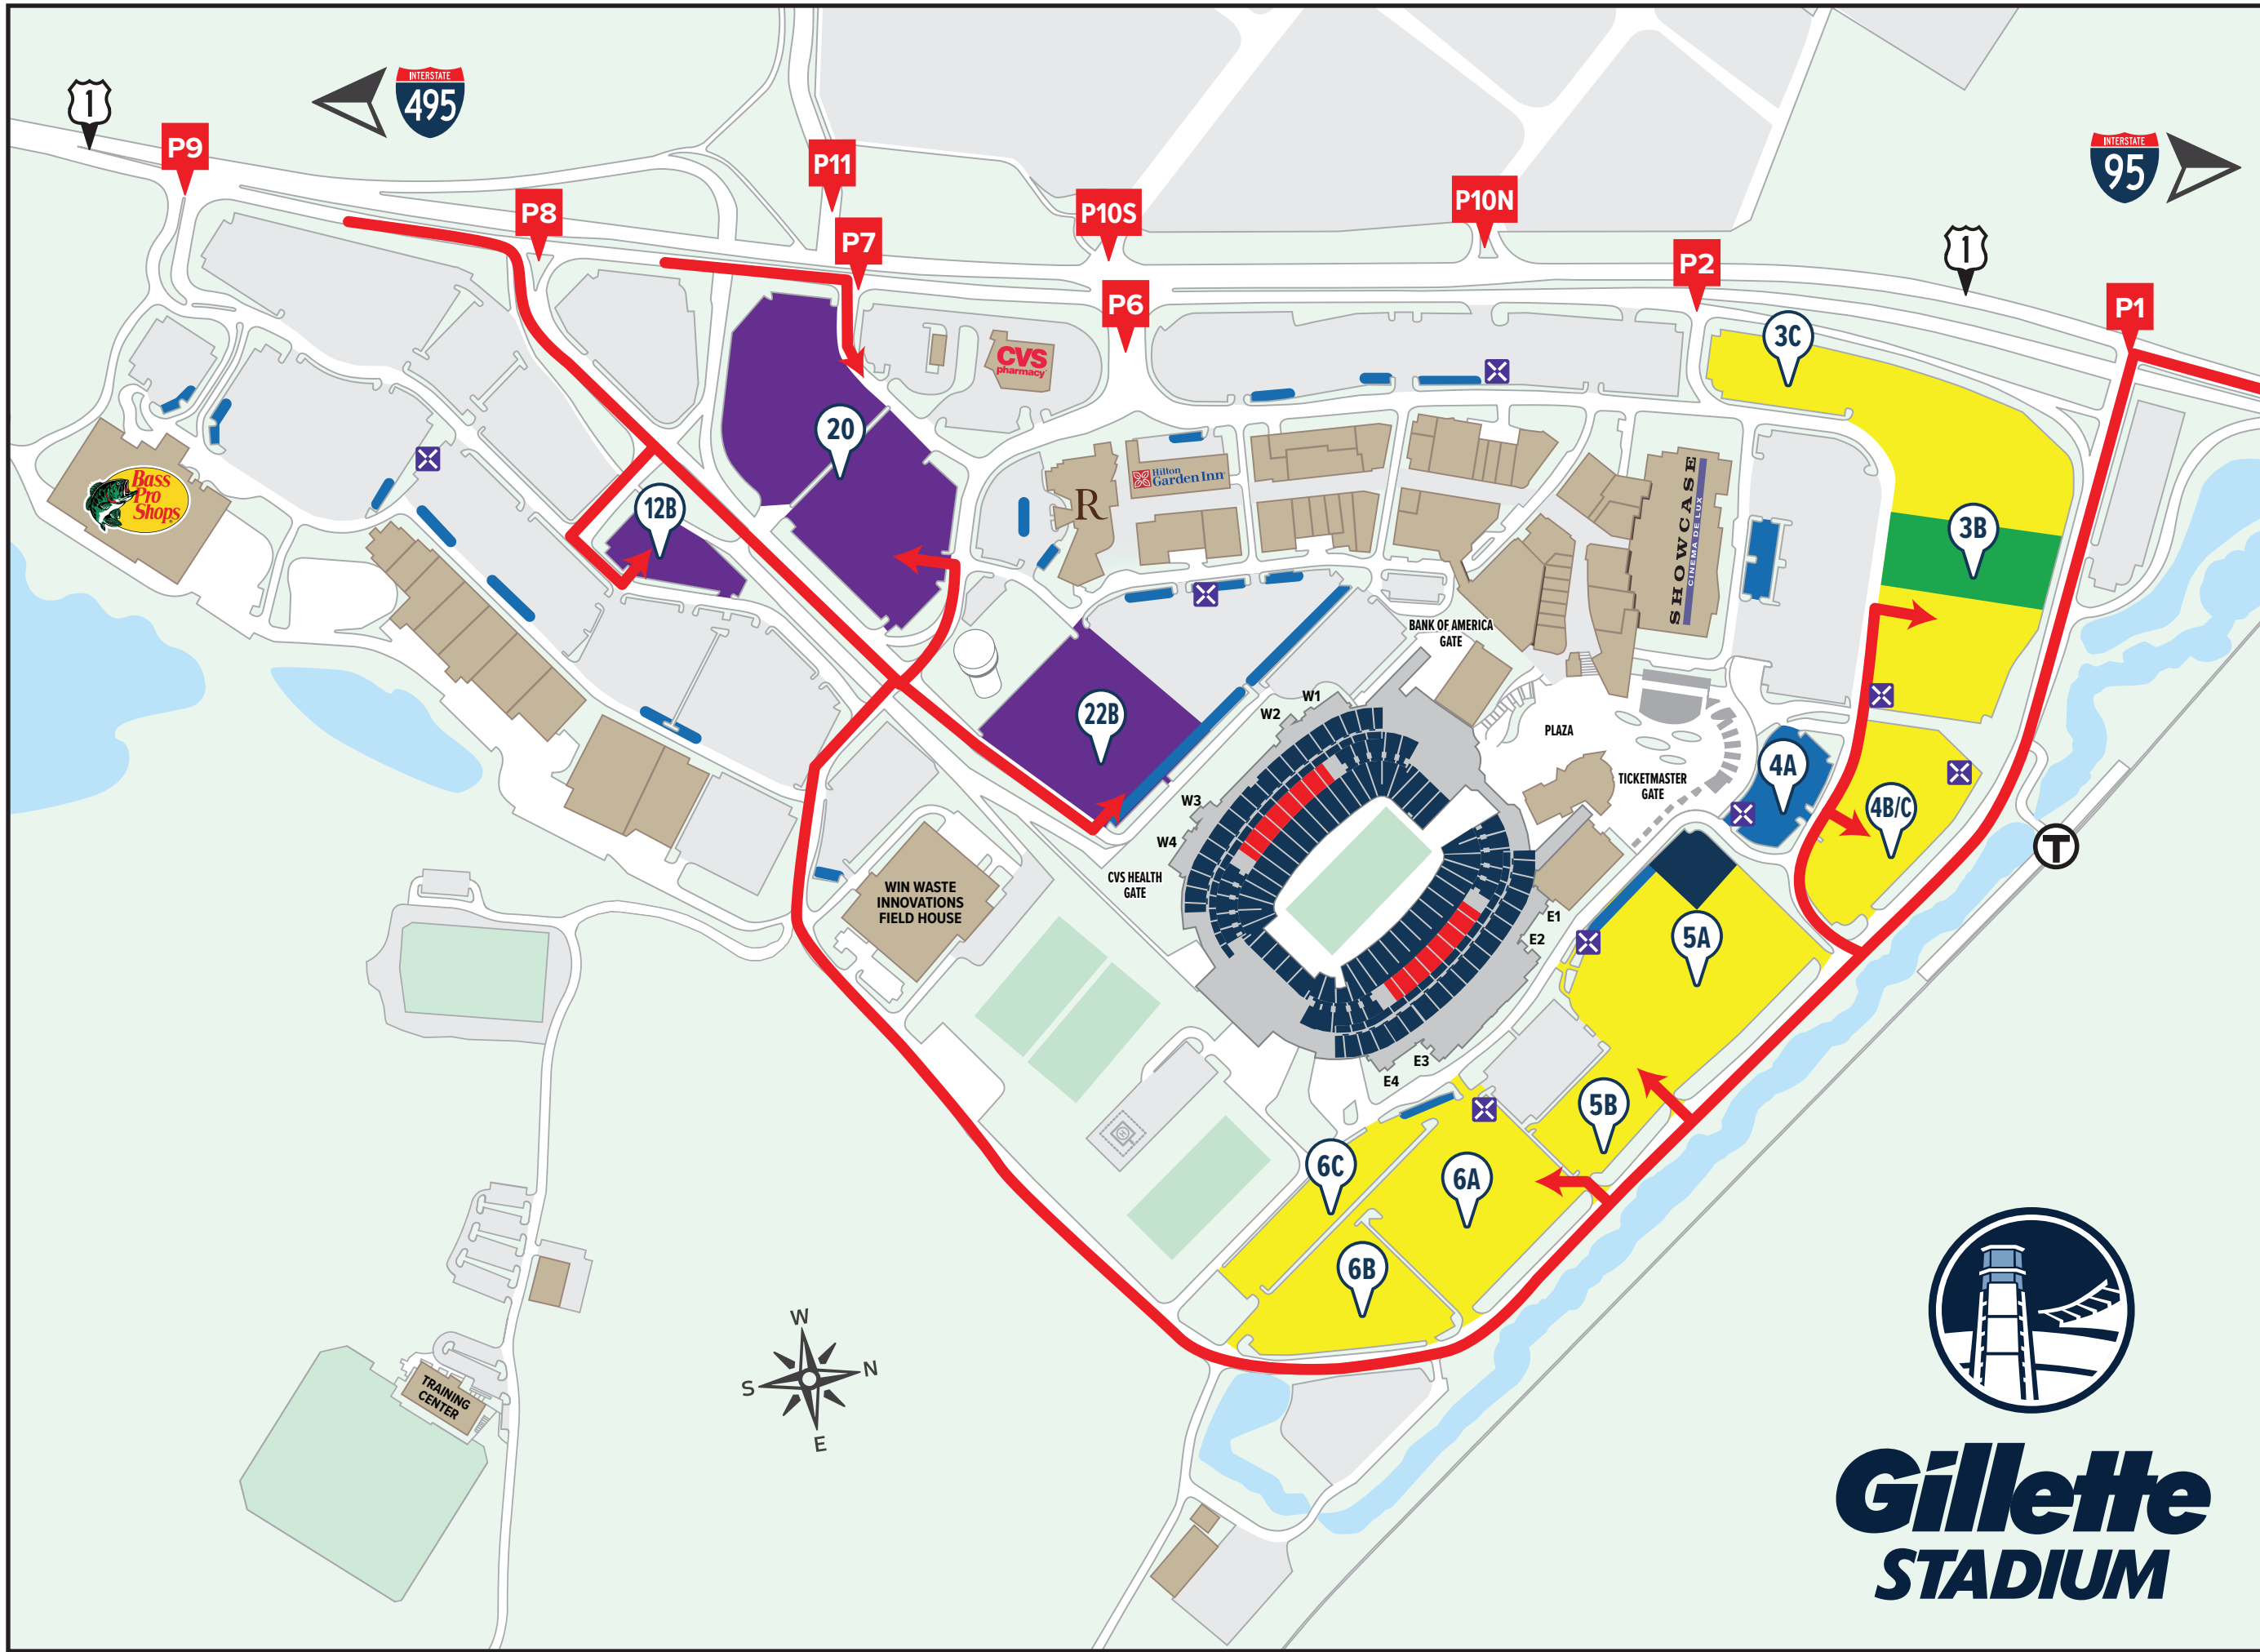 1
INTERSTATE
495
P9
P8
P11
P7
P10S
P6
P10N
P2
INTERSTATE
95
1
P1
3C
CVS
pharmacy
20
12B
Bass
Pro
Shops
R
Hilton
Garden Inn
SHOWCASE
CINEMA DE LUX
3B
BANK OF AMERICA
GATE
22B
W1
W2
W3
W4
PLAZA
TICKETMASTER
GATE
4A
4B/C
T
CVS HEALTH
GATE
WIN WASTE
INNOVATIONS
FIELD HOUSE
E1
E2
E3
E4
5A
5B
6C
6A
6B
H
W
N
S
E
TRAINING
CENTER
Gillette
STADIUM